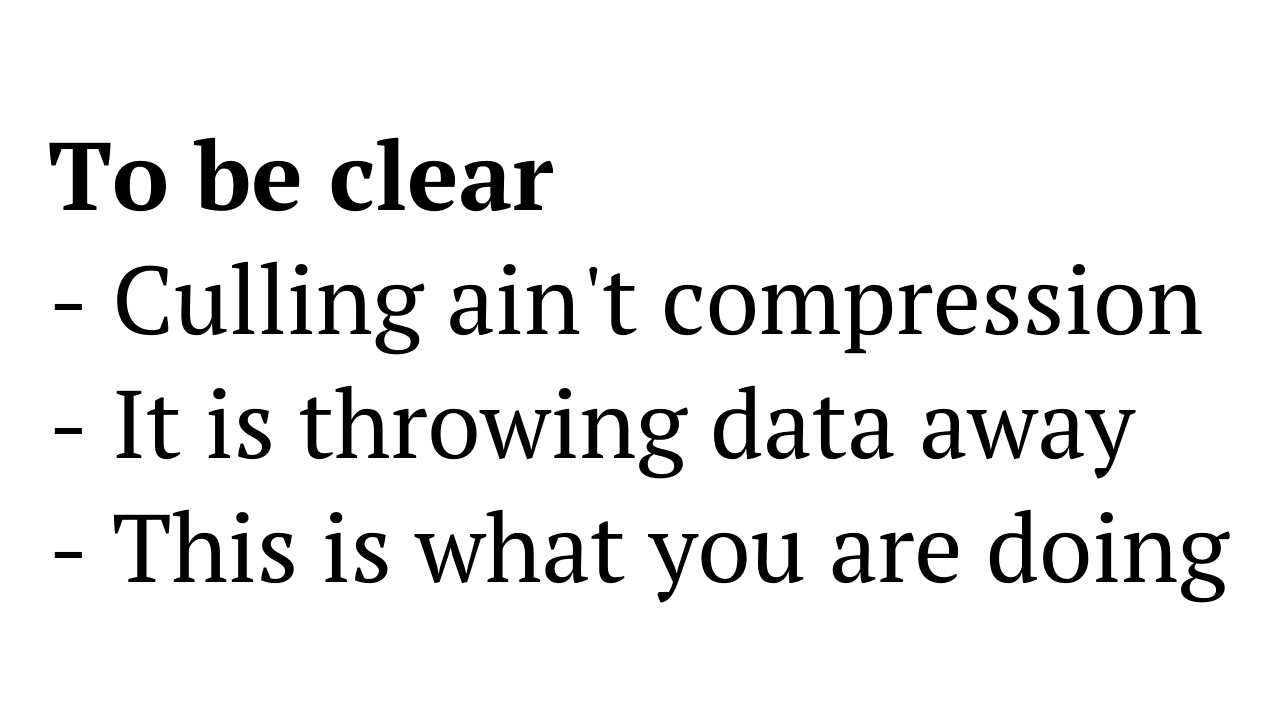 To be clear
- Culling ain't compression
- It is throwing data away
- This is what you are doing